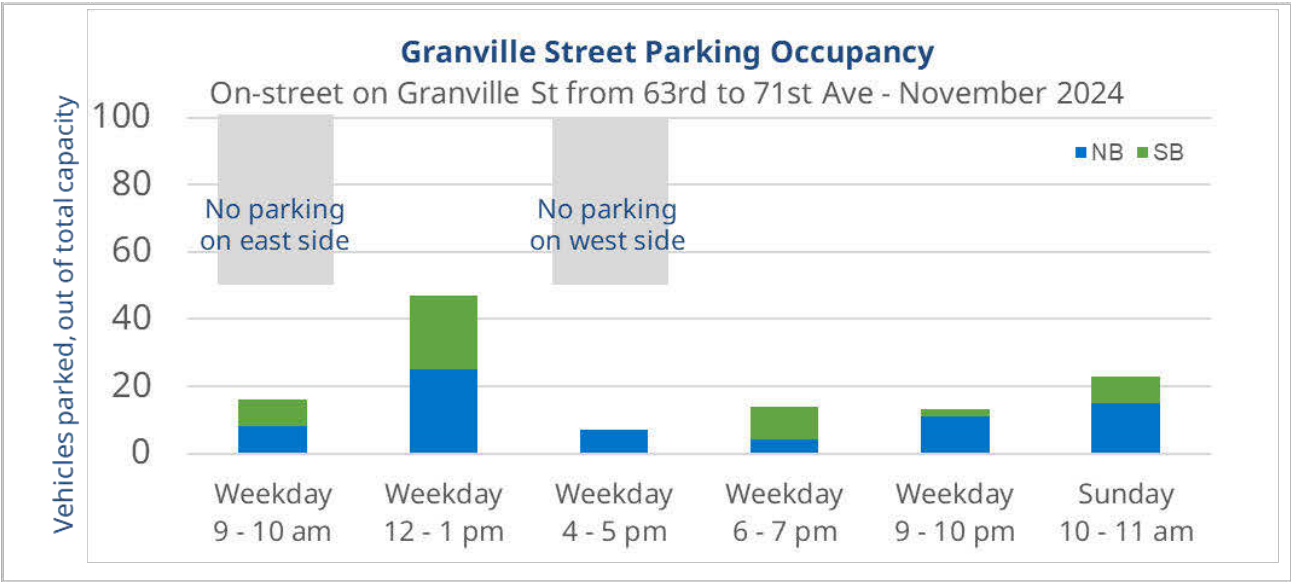 Granville Street Parking Occupancy
On-street on Granville St from 63rd to 71st Ave - November 2024
Vehicles parked, out of total capacity
100
80
60
40
20
0
NB SB
No parking
on east side
No parking
on west side
Weekday
9 - 10 am
Weekday
12 - 1 pm
Weekday
4 - 5 pm
Weekday
6 - 7 pm
Weekday
9 - 10 pm
Sunday
10 - 11 am